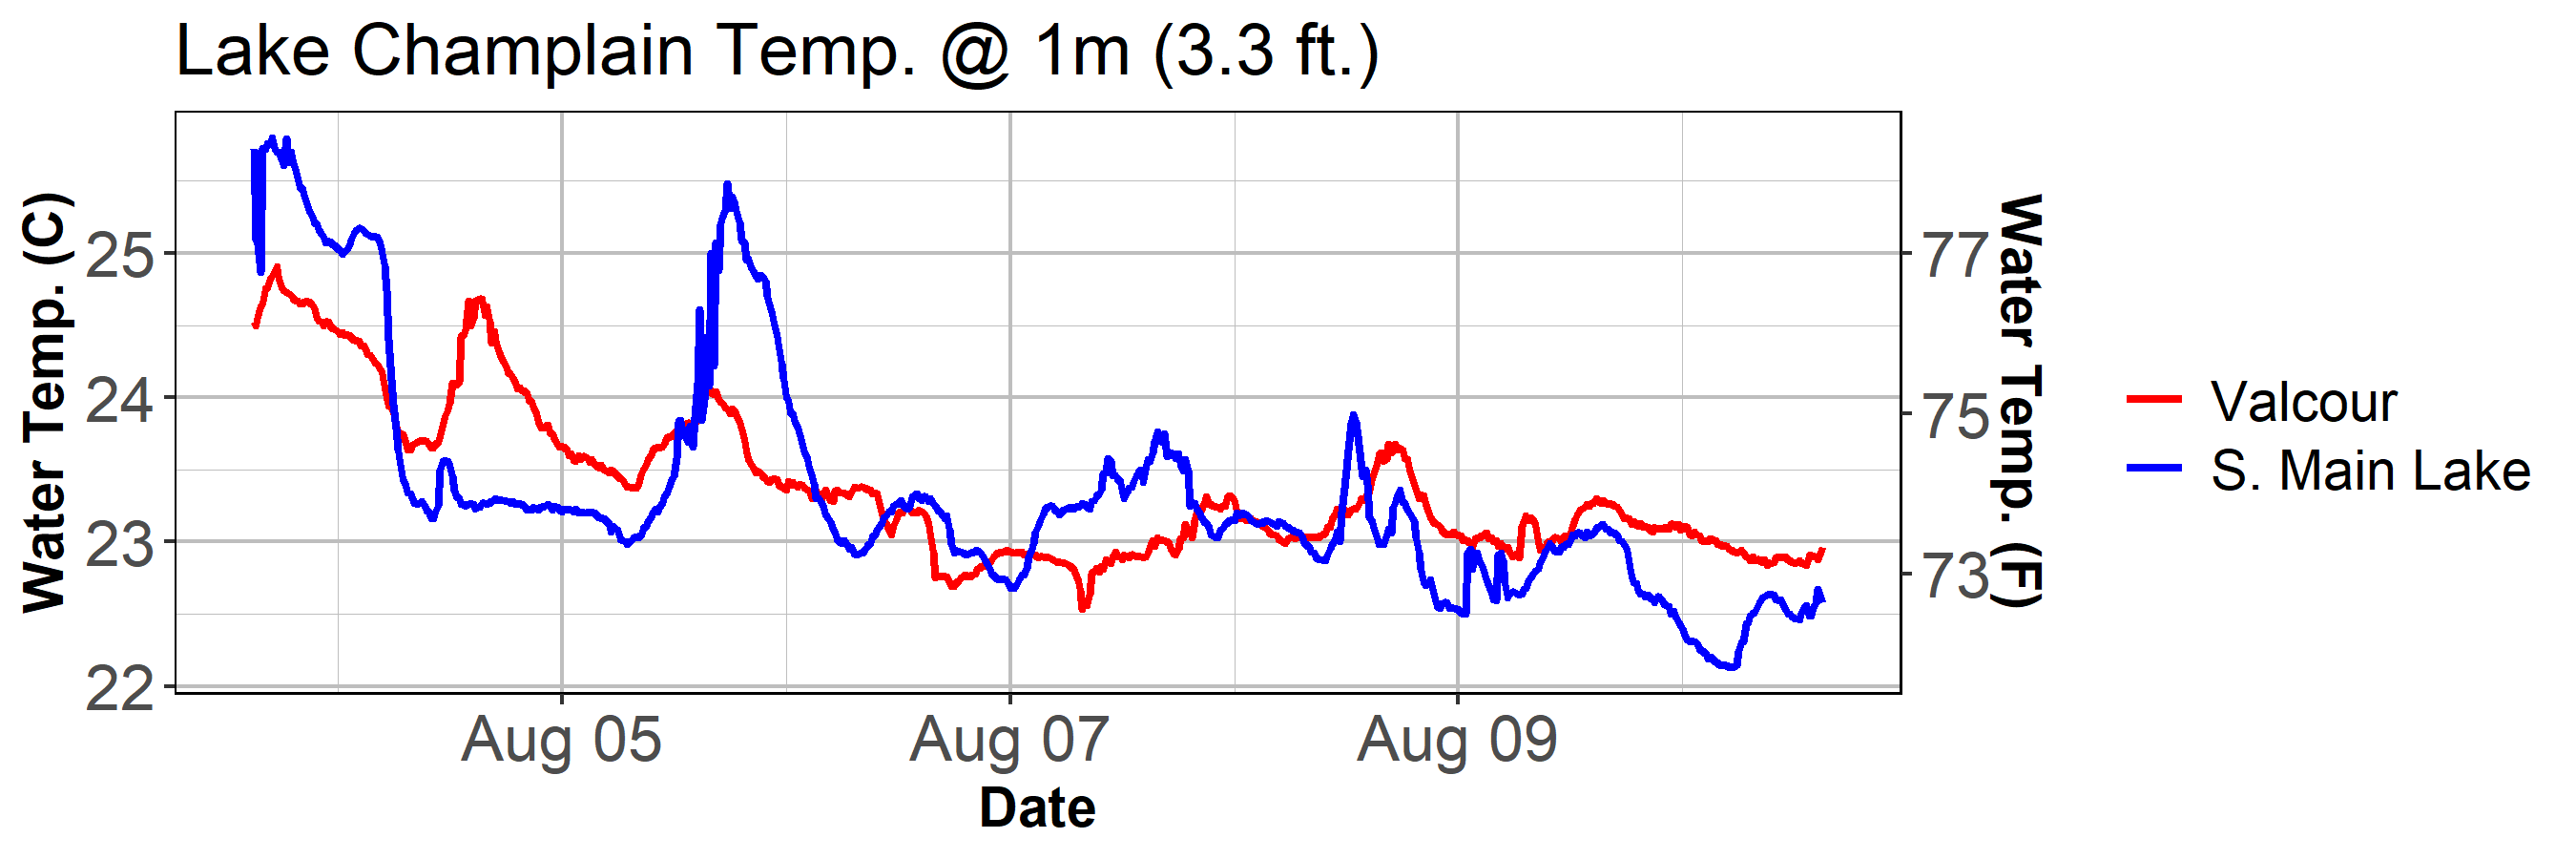 Lake Champlain Temp. @ 1m (3.3 ft.)
Water Temp. (C)
25
24
23
22
77
75
73
Water Temp. (F)
Aug 05
Aug 07
Aug 09
Date
Valcour
S. Main Lake